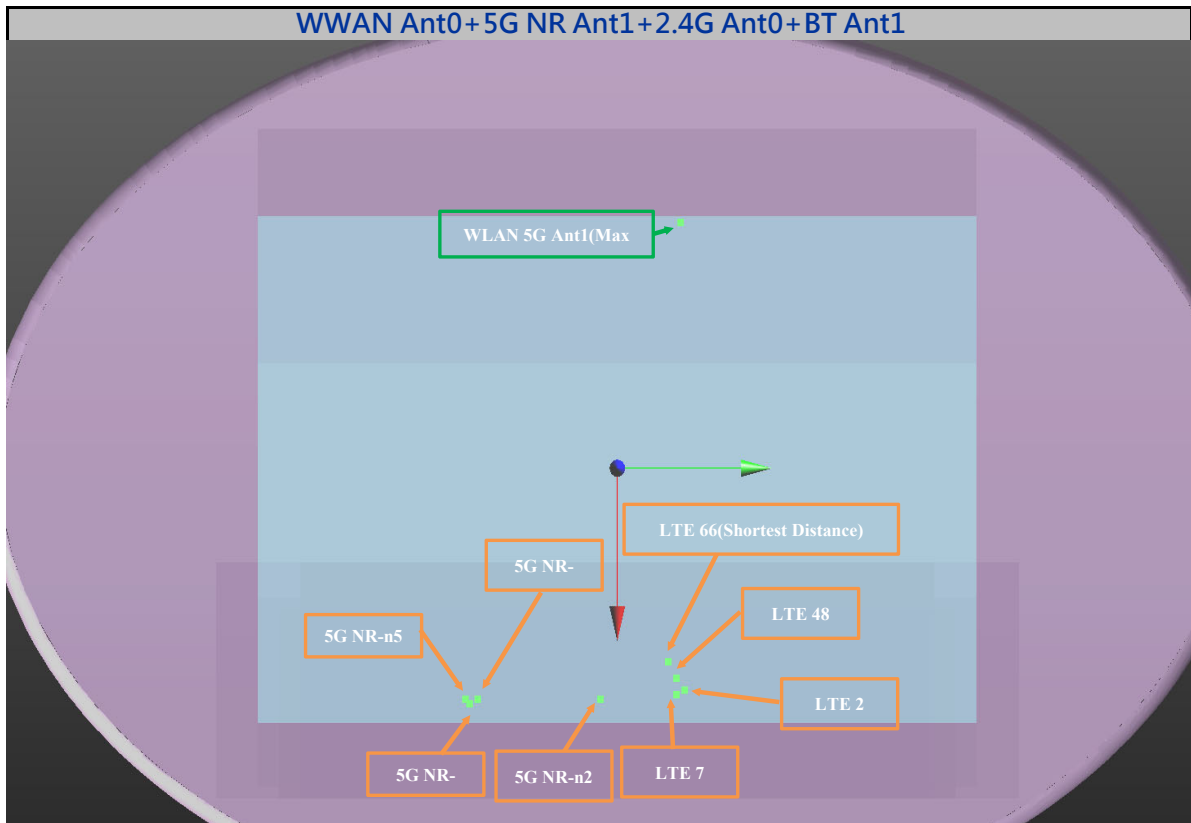 WWAN Ant0+5G NR Ant1+2.4G Ant0+BT Ant1
WLAN 5G Ant1(Max
LTE 66(Shortest Distance)
5G NR-
LTE 48
5G NR-n5
LTE 2
5G NR-
5G NR-n2
LTE 7